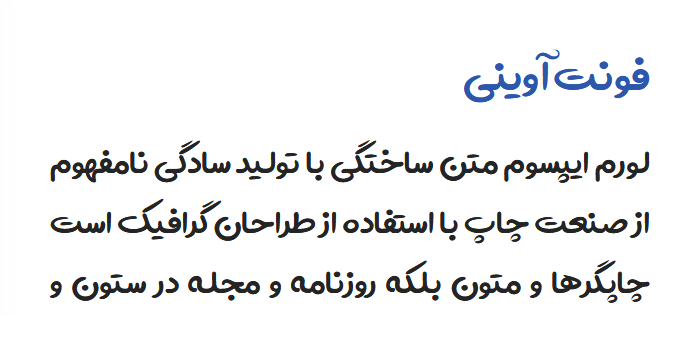 فونت آوینی
لورم ایپسوم متن ساختگی با تولید سادگی نامفهوم
از صنعت چاپ با استفاده از طراحان گرافیک است
چاپگرها و متون بلکه روزنامه و مجله در ستون و